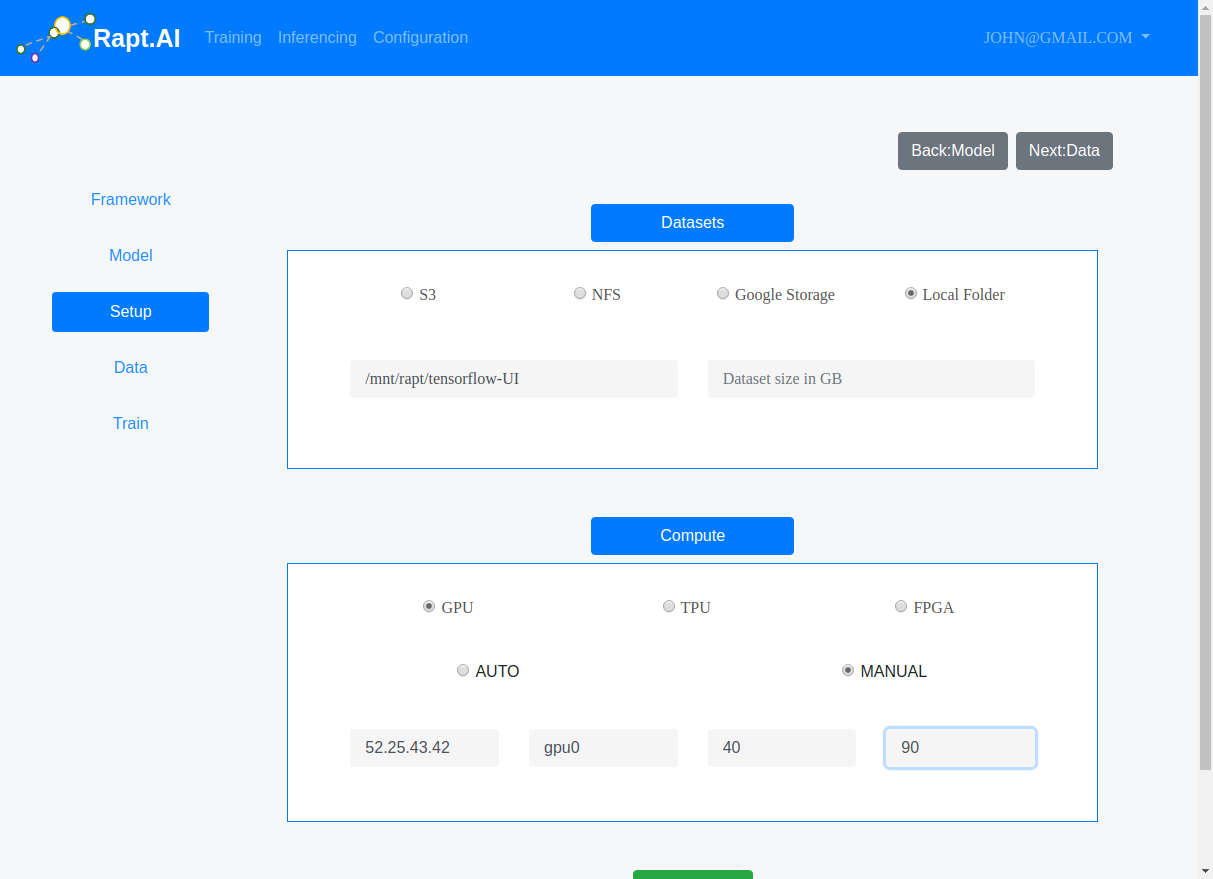 Rapt.AI Training Inferencing Configuration JOHN@GMAIL.COM
Back:Model Next:Data
Framework
Model
Setup
Data
Train
Datasets
S3 NFS Google Storage Local Folder
/mnt/rapt/tensorflow-UI Dataset size in GB
Compute
GPU TPU FPGA
AUTO MANUAL
52.25.43.42 gpu0 40 90